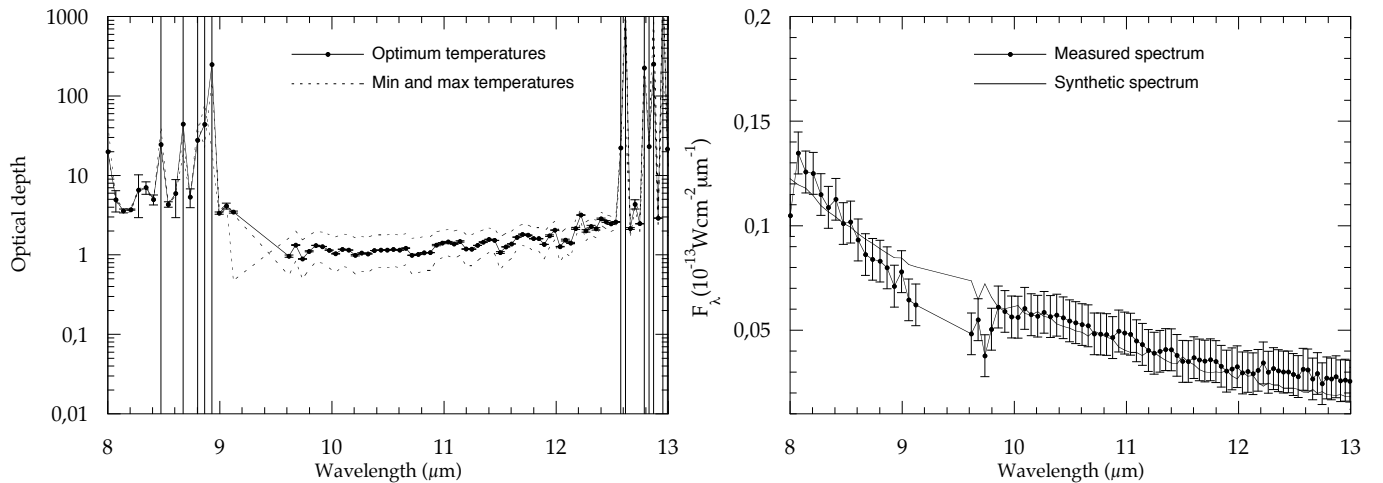 1000
100
10
1
0,1
0,01
Optical depth
Optimum temperatures
Min and max temperatures
8
9
10
11
12
13
Wavelength (µm)
0,2
0,15
0,1
0,05
F_λ (10^-13 Wcm^-2 µm^-1)
Measured spectrum
Synthetic spectrum
8
9
10
11
12
13
Wavelength (µm)